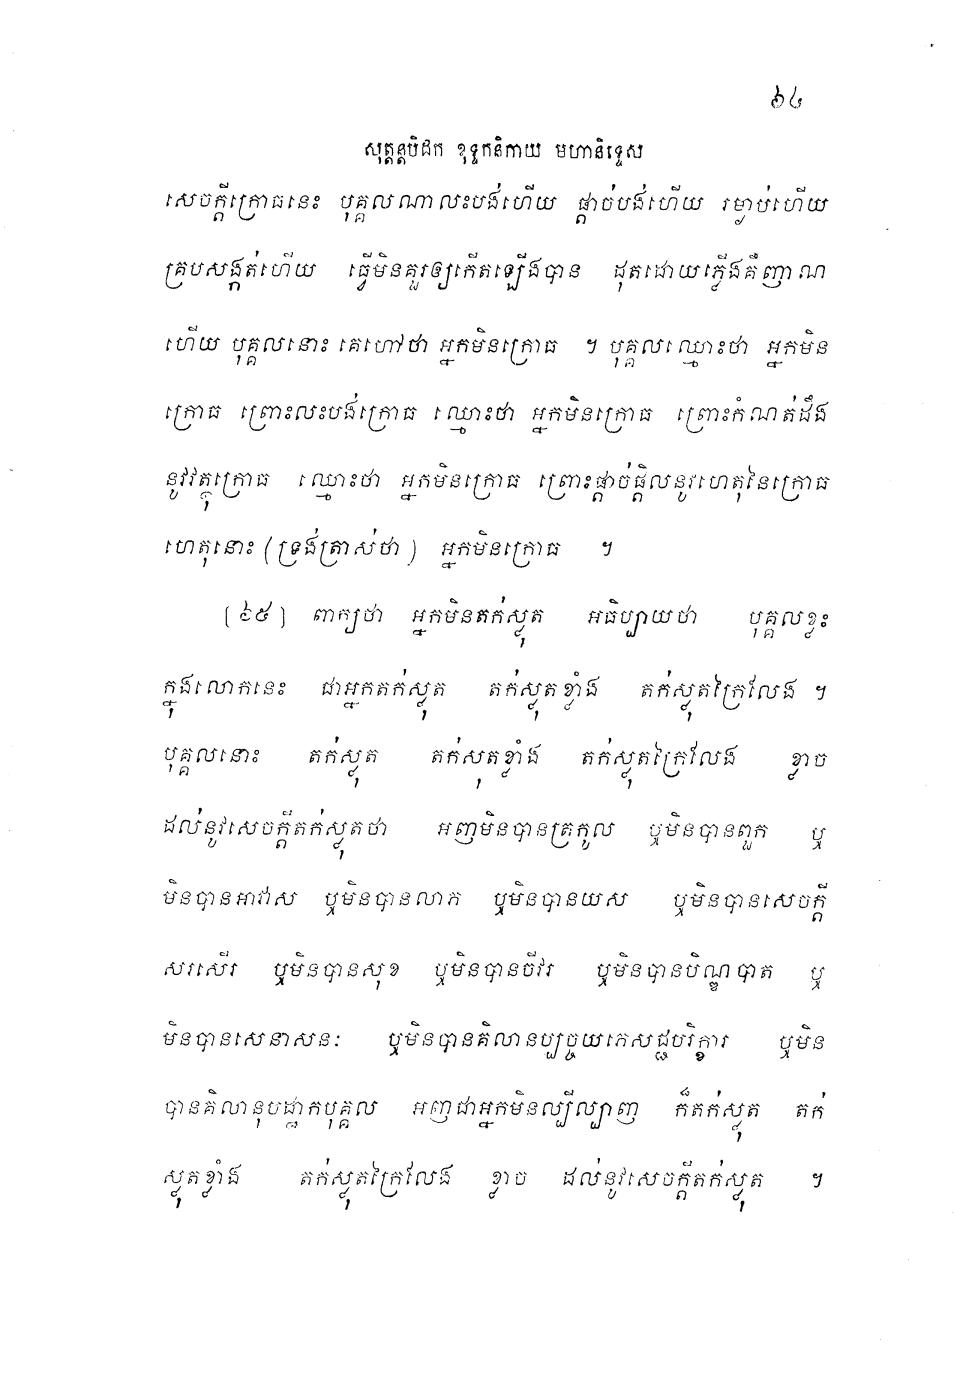 ៦៤
សុត្តន្តបិដក ខុទ្ទកនិកាយ មហានិទ្ទេស
សេចក្តីក្រោធនេះ បុគ្គលណាលះបង់ហើយ ផ្តាច់បង់ហើយ រម្ងាប់ហើយ
គ្របសង្កត់ហើយ ធ្វើមិនគួរឲ្យកើតឡើងបាន ដុតដោយភ្លើងគឺញាណ
ហើយ បុគ្គលនោះ គេហៅថា អ្នកមិនក្រោធ ។ បុគ្គលឈ្មោះថា អ្នកមិន
ក្រោធ ព្រោះលះបង់ក្រោធ ឈ្មោះថា អ្នកមិនក្រោធ ព្រោះកំណត់ដឹង
នូវវត្ថុក្រោធ ឈ្មោះថា អ្នកមិនក្រោធ ព្រោះផ្តាច់ផ្តិលនូវហេតុនៃក្រោធ
ហេតុនោះ (ទ្រង់ត្រាស់ថា) អ្នកមិនក្រោធ ។
[៦៥] ពាក្យថា អ្នកមិនតក់ស្លុត អធិប្បាយថា បុគ្គលខ្លះ
ក្នុងលោកនេះ ជាអ្នកតក់ស្លុត តក់ស្លុតខ្លាំង តក់ស្លុតក្រៃលែង ។
បុគ្គលនោះ តក់ស្លុត តក់សុតខ្លាំង តក់ស្លុតក្រៃលែង ខ្លាច
ដល់នូវសេចក្តីតក់ស្លុតថា អញមិនបានត្រកូល ឬមិនបានពួក ឬ
មិនបានអាវាស ឬមិនបានលាភ ឬមិនបានយស ឬមិនបានសេចក្តី
សរសើរ ឬមិនបានសុខ ឬមិនបានចីវរ ឬមិនបានបិណ្ឌបាត ឬ
មិនបានសេនាសនៈ ឬមិនបានគិលានប្បច្ចយភេសជ្ជបរិក្ខារ ឬមិន
បានគិលានុបដ្ឋាកបុគ្គល អញជាអ្នកមិនល្បីល្បាញ ក៏តក់ស្លុត តក់
ស្លុតខ្លាំង តក់ស្លុតក្រៃលែង ខ្លាច ដល់នូវសេចក្តីតក់ស្លុត ។